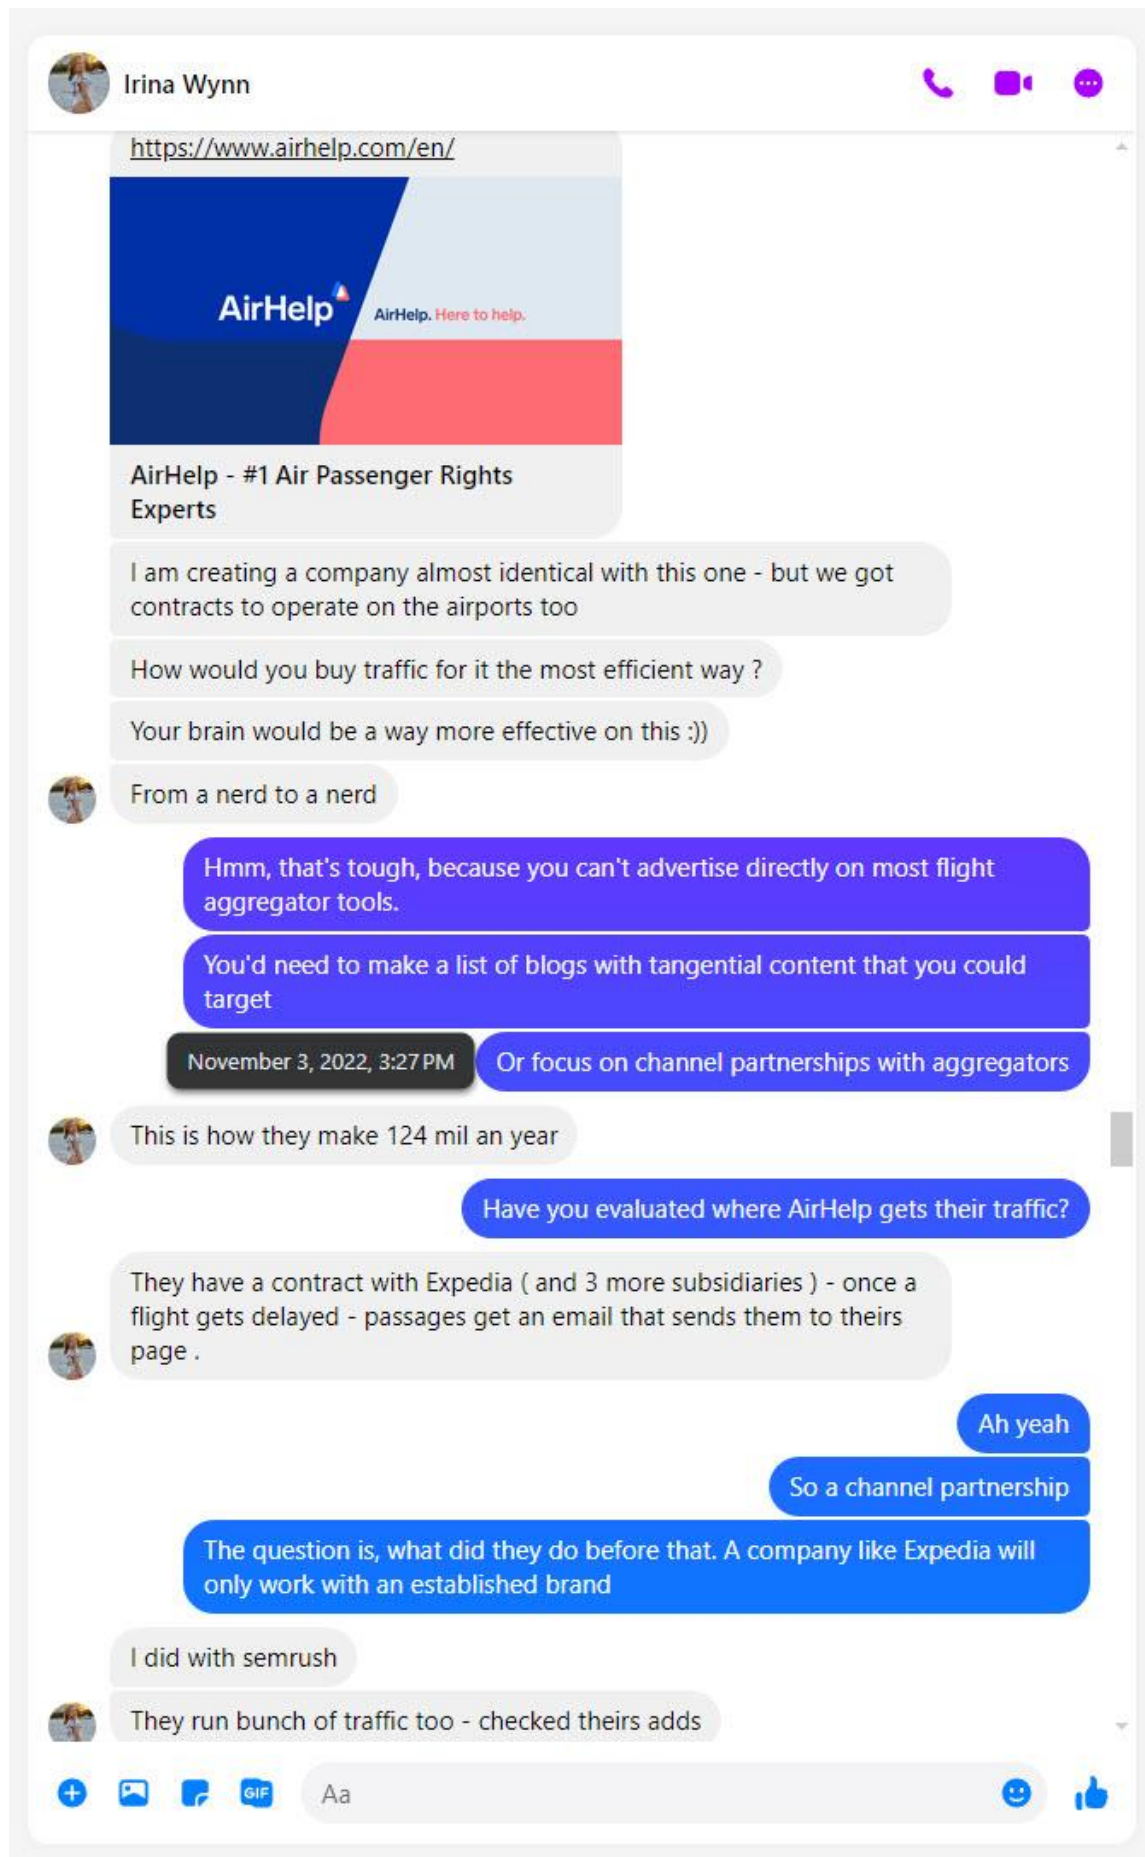 Irina Wynn
https://www.airhelp.com/en/
AirHelp
AirHelp. Here to help.
AirHelp - #1 Air Passenger Rights
Experts
I am creating a company almost identical with this one - but we got
contracts to operate on the airports too
How would you buy traffic for it the most efficient way ?
Your brain would be a way more effective on this :))
From a nerd to a nerd
Hmm, that's tough, because you can't advertise directly on most flight
aggregator tools.
You'd need to make a list of blogs with tangential content that you could
target
November 3, 2022, 3:27 PM
Or focus on channel partnerships with aggregators
This is how they make 124 mil an year
Have you evaluated where AirHelp gets their traffic?
They have a contract with Expedia ( and 3 more subsidiaries ) - once a
flight gets delayed - passages get an email that sends them to theirs
page .
Ah yeah
So a channel partnership
The question is, what did they do before that. A company like Expedia will
only work with an established brand
I did with semrush
They run bunch of traffic too - checked theirs adds
GIF
Aa